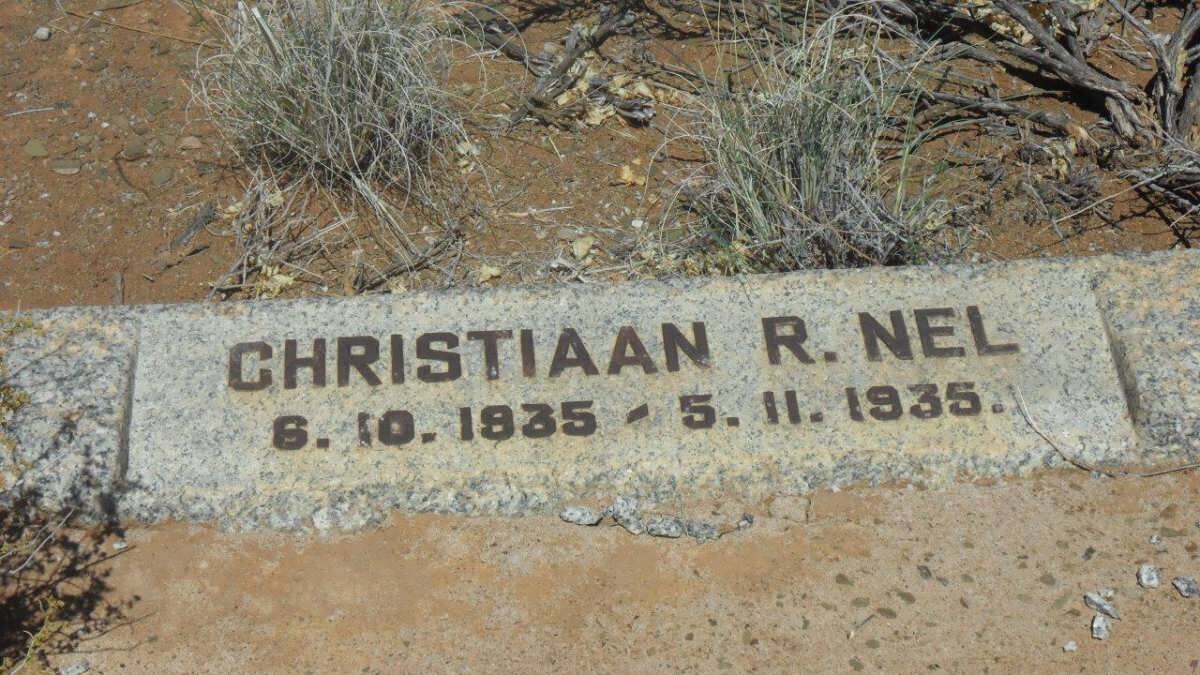 CHRISTIAAN R. NEL
6. 10. 1935 - 5. 11. 1935.